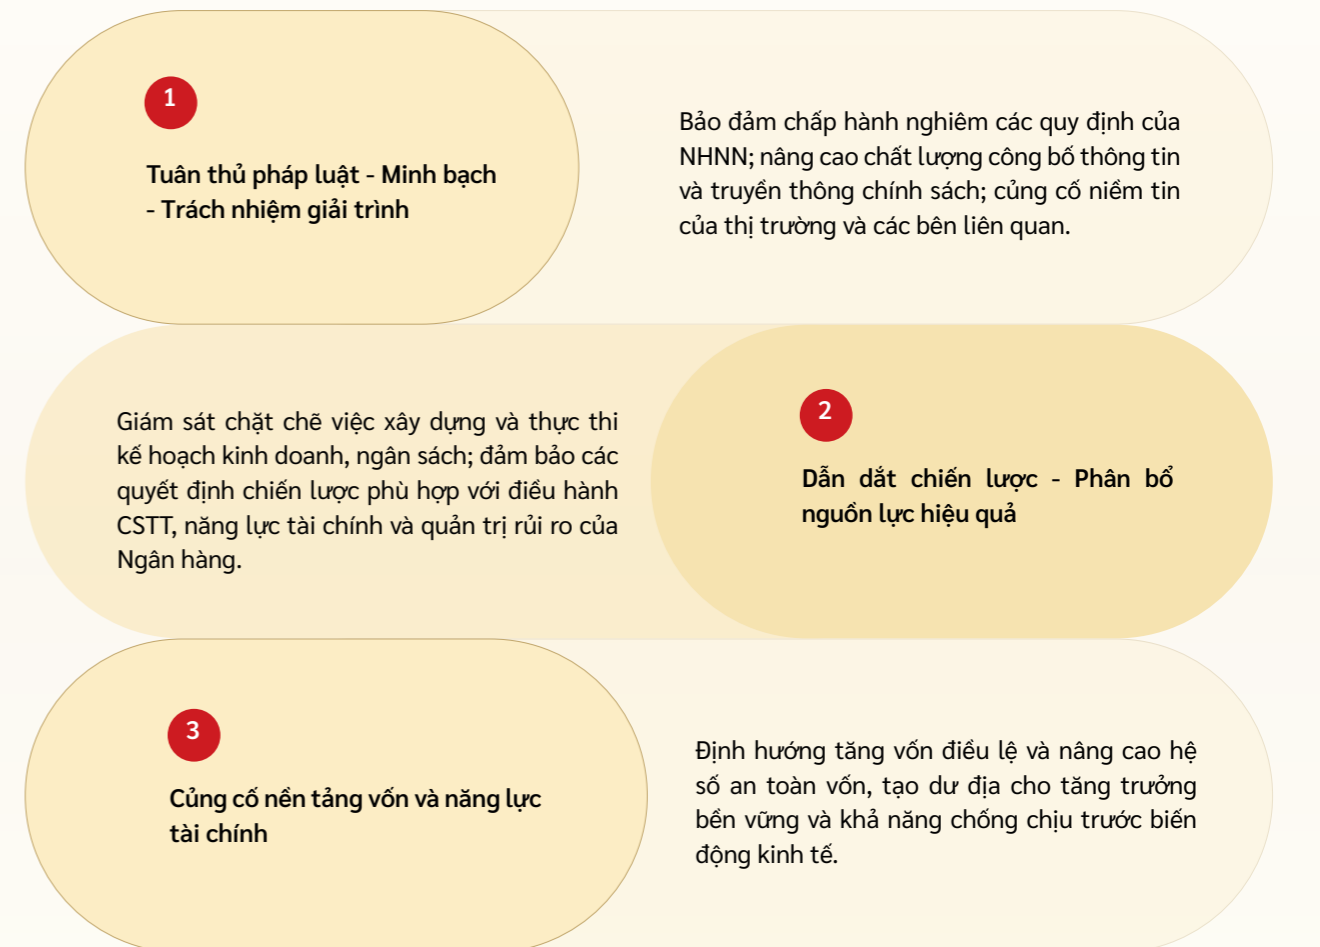 1
Tuân thủ pháp luật - Minh bạch
- Trách nhiệm giải trình
Bảo đảm chấp hành nghiêm các quy định của
NHNN; nâng cao chất lượng công bố thông tin
và truyền thông chính sách; củng cố niềm tin
của thị trường và các bên liên quan.
2
Dẫn dắt chiến lược - Phân bổ
nguồn lực hiệu quả
Giám sát chặt chẽ việc xây dựng và thực thi
kế hoạch kinh doanh, ngân sách; đảm bảo các
quyết định chiến lược phù hợp với điều hành
CSTT, năng lực tài chính và quản trị rủi ro của
Ngân hàng.
3
Củng cố nền tảng vốn và năng lực
tài chính
Định hướng tăng vốn điều lệ và nâng cao hệ
số an toàn vốn, tạo dư địa cho tăng trưởng
bền vững và khả năng chống chịu trước biến
động kinh tế.